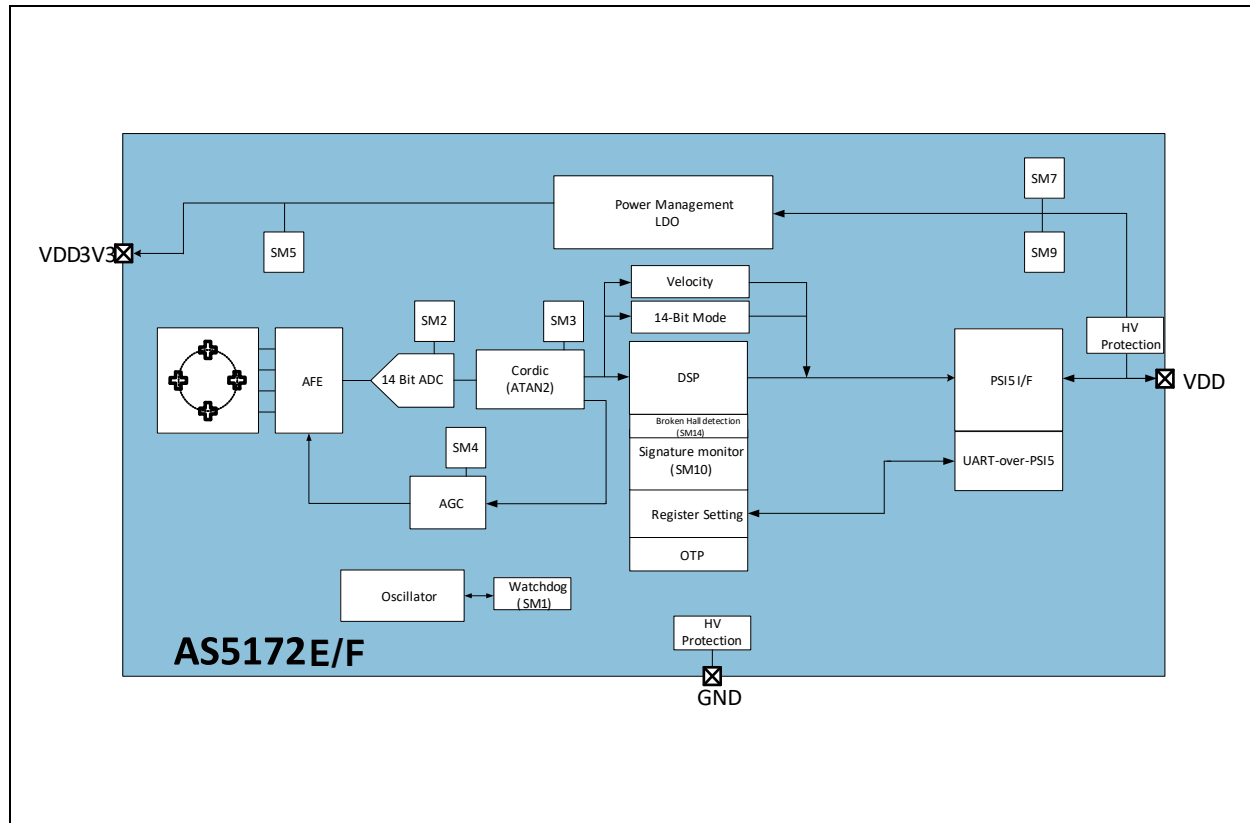 SM7
Power Management
LDO
VDD3V3
SM5
SM9
Velocity
SM2
SM3
14-Bit Mode
HV
Protection
AFE
14 Bit ADC
Cordic
(ATAN2)
DSP
PSI5 I/F
VDD
Broken Hall detection
(SM14)
SM4
Signature monitor
(SM10)
UART-over-PSI5
AGC
Register Setting
OTP
Oscillator
Watchdog
(SM1)
HV
Protection
AS5172E/F
GND